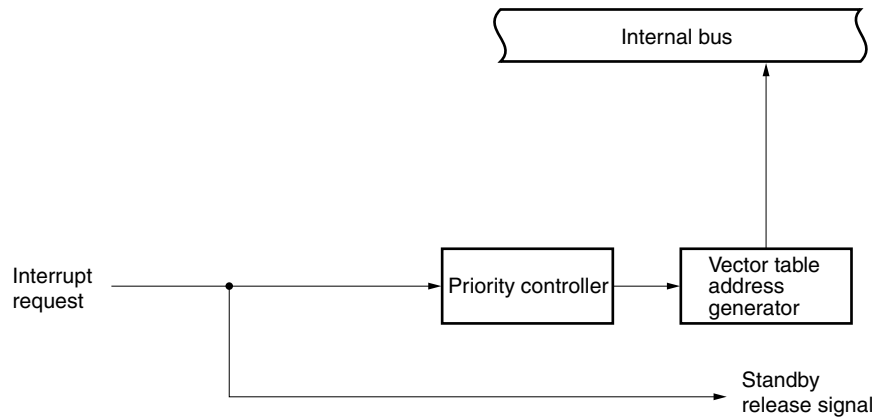 Internal bus
Interrupt
request
Priority controller
Vector table
address
generator
Standby
release signal